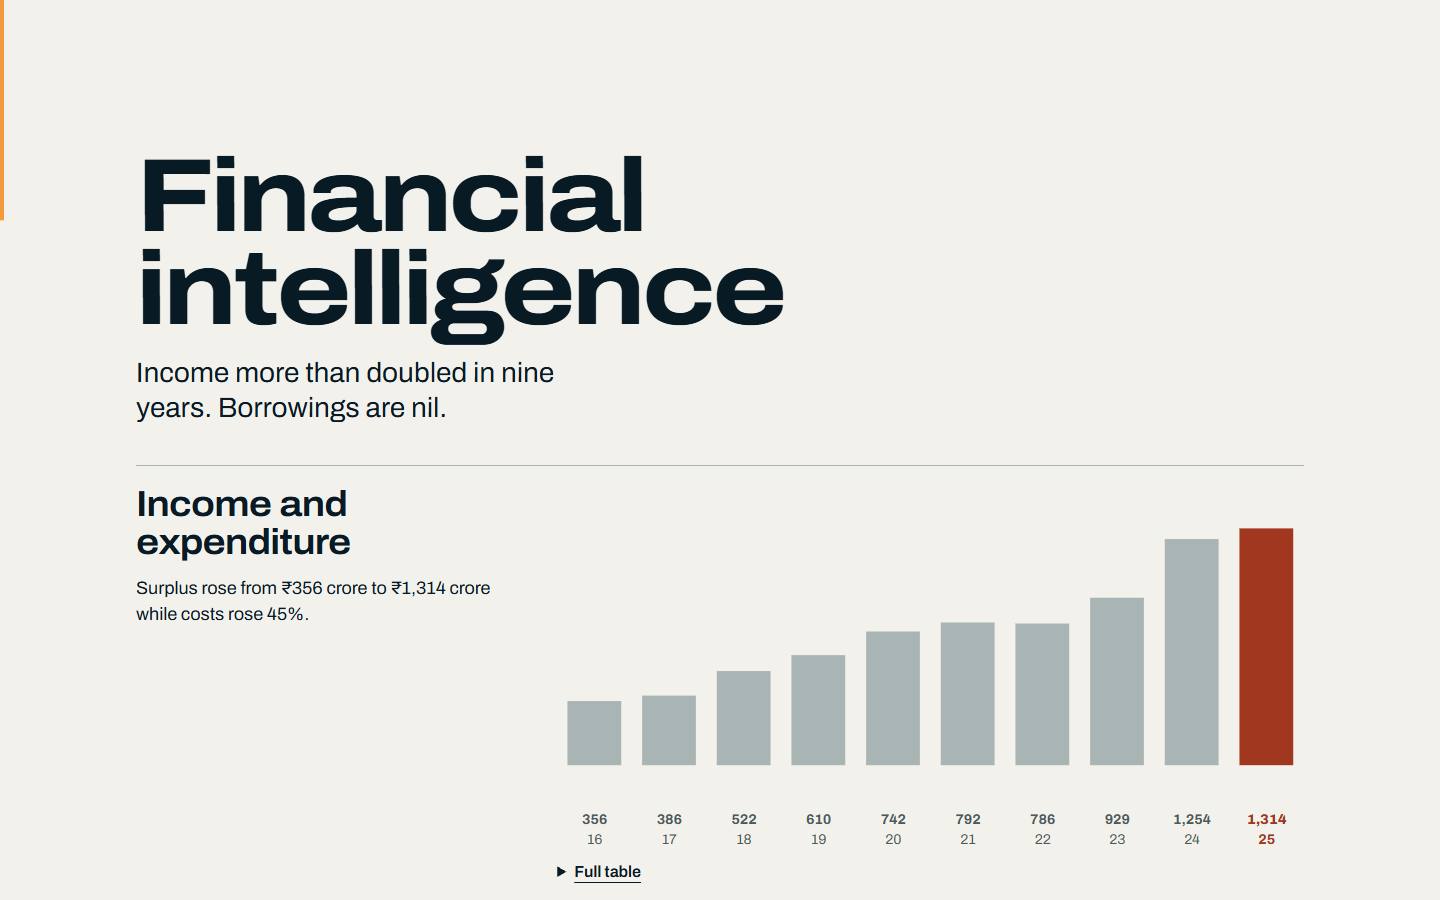 Financial
intelligence
Income more than doubled in nine
years. Borrowings are nil.
Income and
expenditure
Surplus rose from ₹356 crore to ₹1,314 crore
while costs rose 45%.
356 386 522 610 742 792 786 929 1,254 1,314
16 17 18 19 20 21 22 23 24 25
Full table